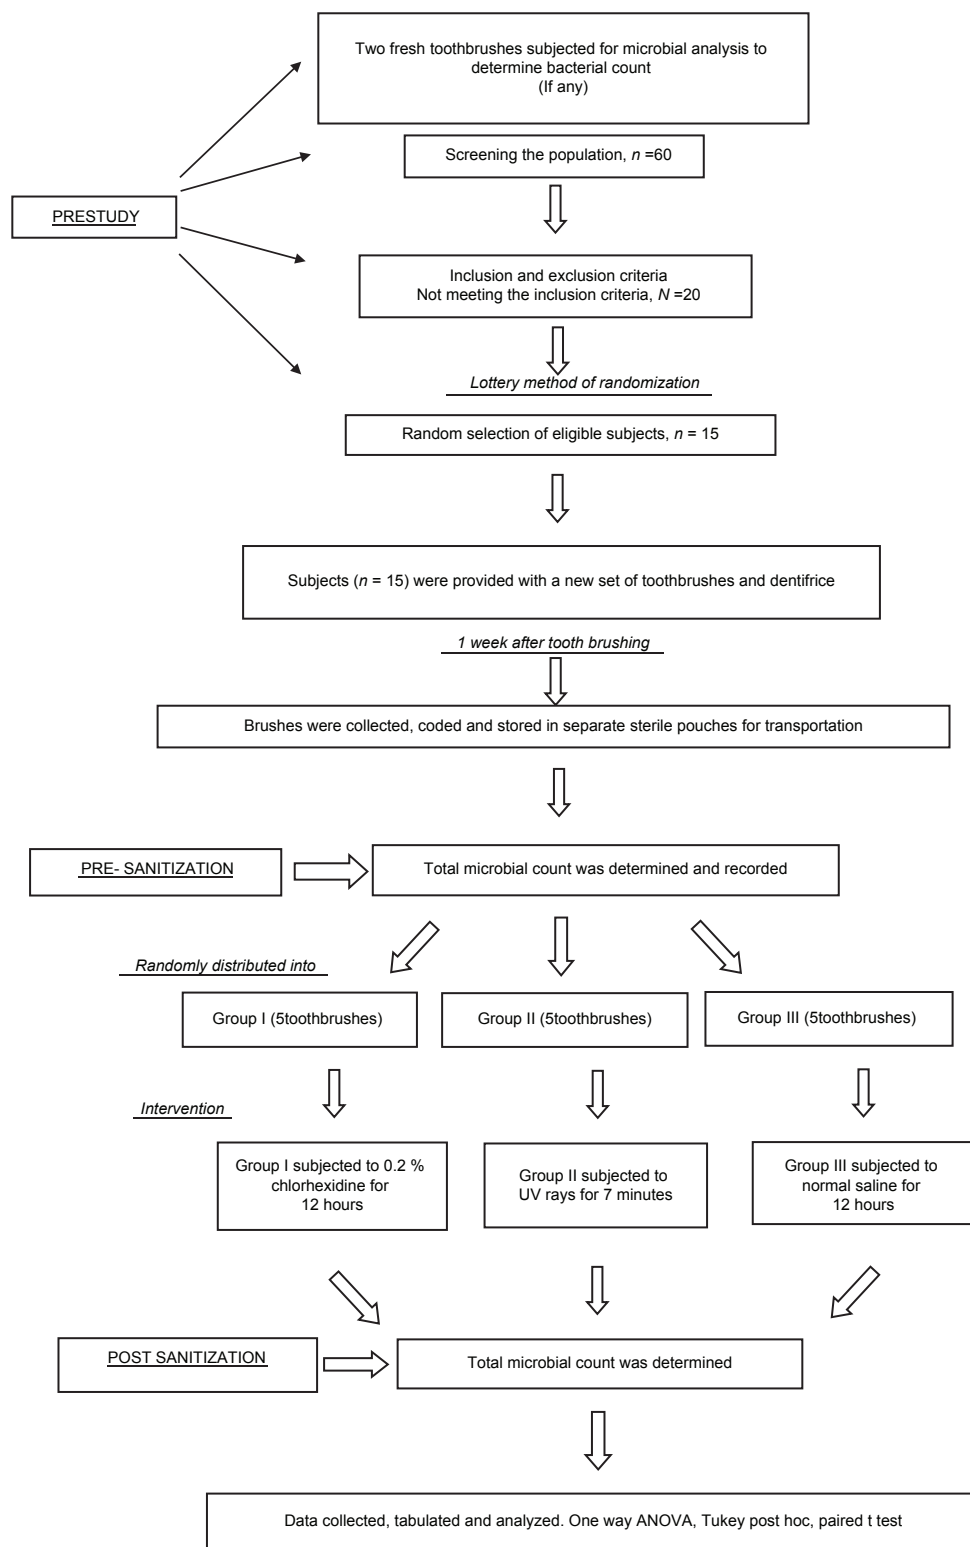 Two fresh toothbrushes subjected for microbial analysis to
determine bacterial count
(If any)
Screening the population, n =60
PRESTUDY
Inclusion and exclusion criteria
Not meeting the inclusion criteria, N =20
Lottery method of randomization
Random selection of eligible subjects, n = 15
Subjects (n = 15) were provided with a new set of toothbrushes and dentifrice
1 week after tooth brushing
Brushes were collected, coded and stored in separate sterile pouches for transportation
PRE- SANITIZATION
Total microbial count was determined and recorded
Randomly distributed into
Group I (5toothbrushes)
Group II (5toothbrushes)
Group III (5toothbrushes)
Intervention
Group I subjected to 0.2 %
chlorhexidine for
12 hours
Group II subjected to
UV rays for 7 minutes
Group III subjected to
normal saline for
12 hours
POST SANITIZATION
Total microbial count was determined
Data collected, tabulated and analyzed. One way ANOVA, Tukey post hoc, paired t test